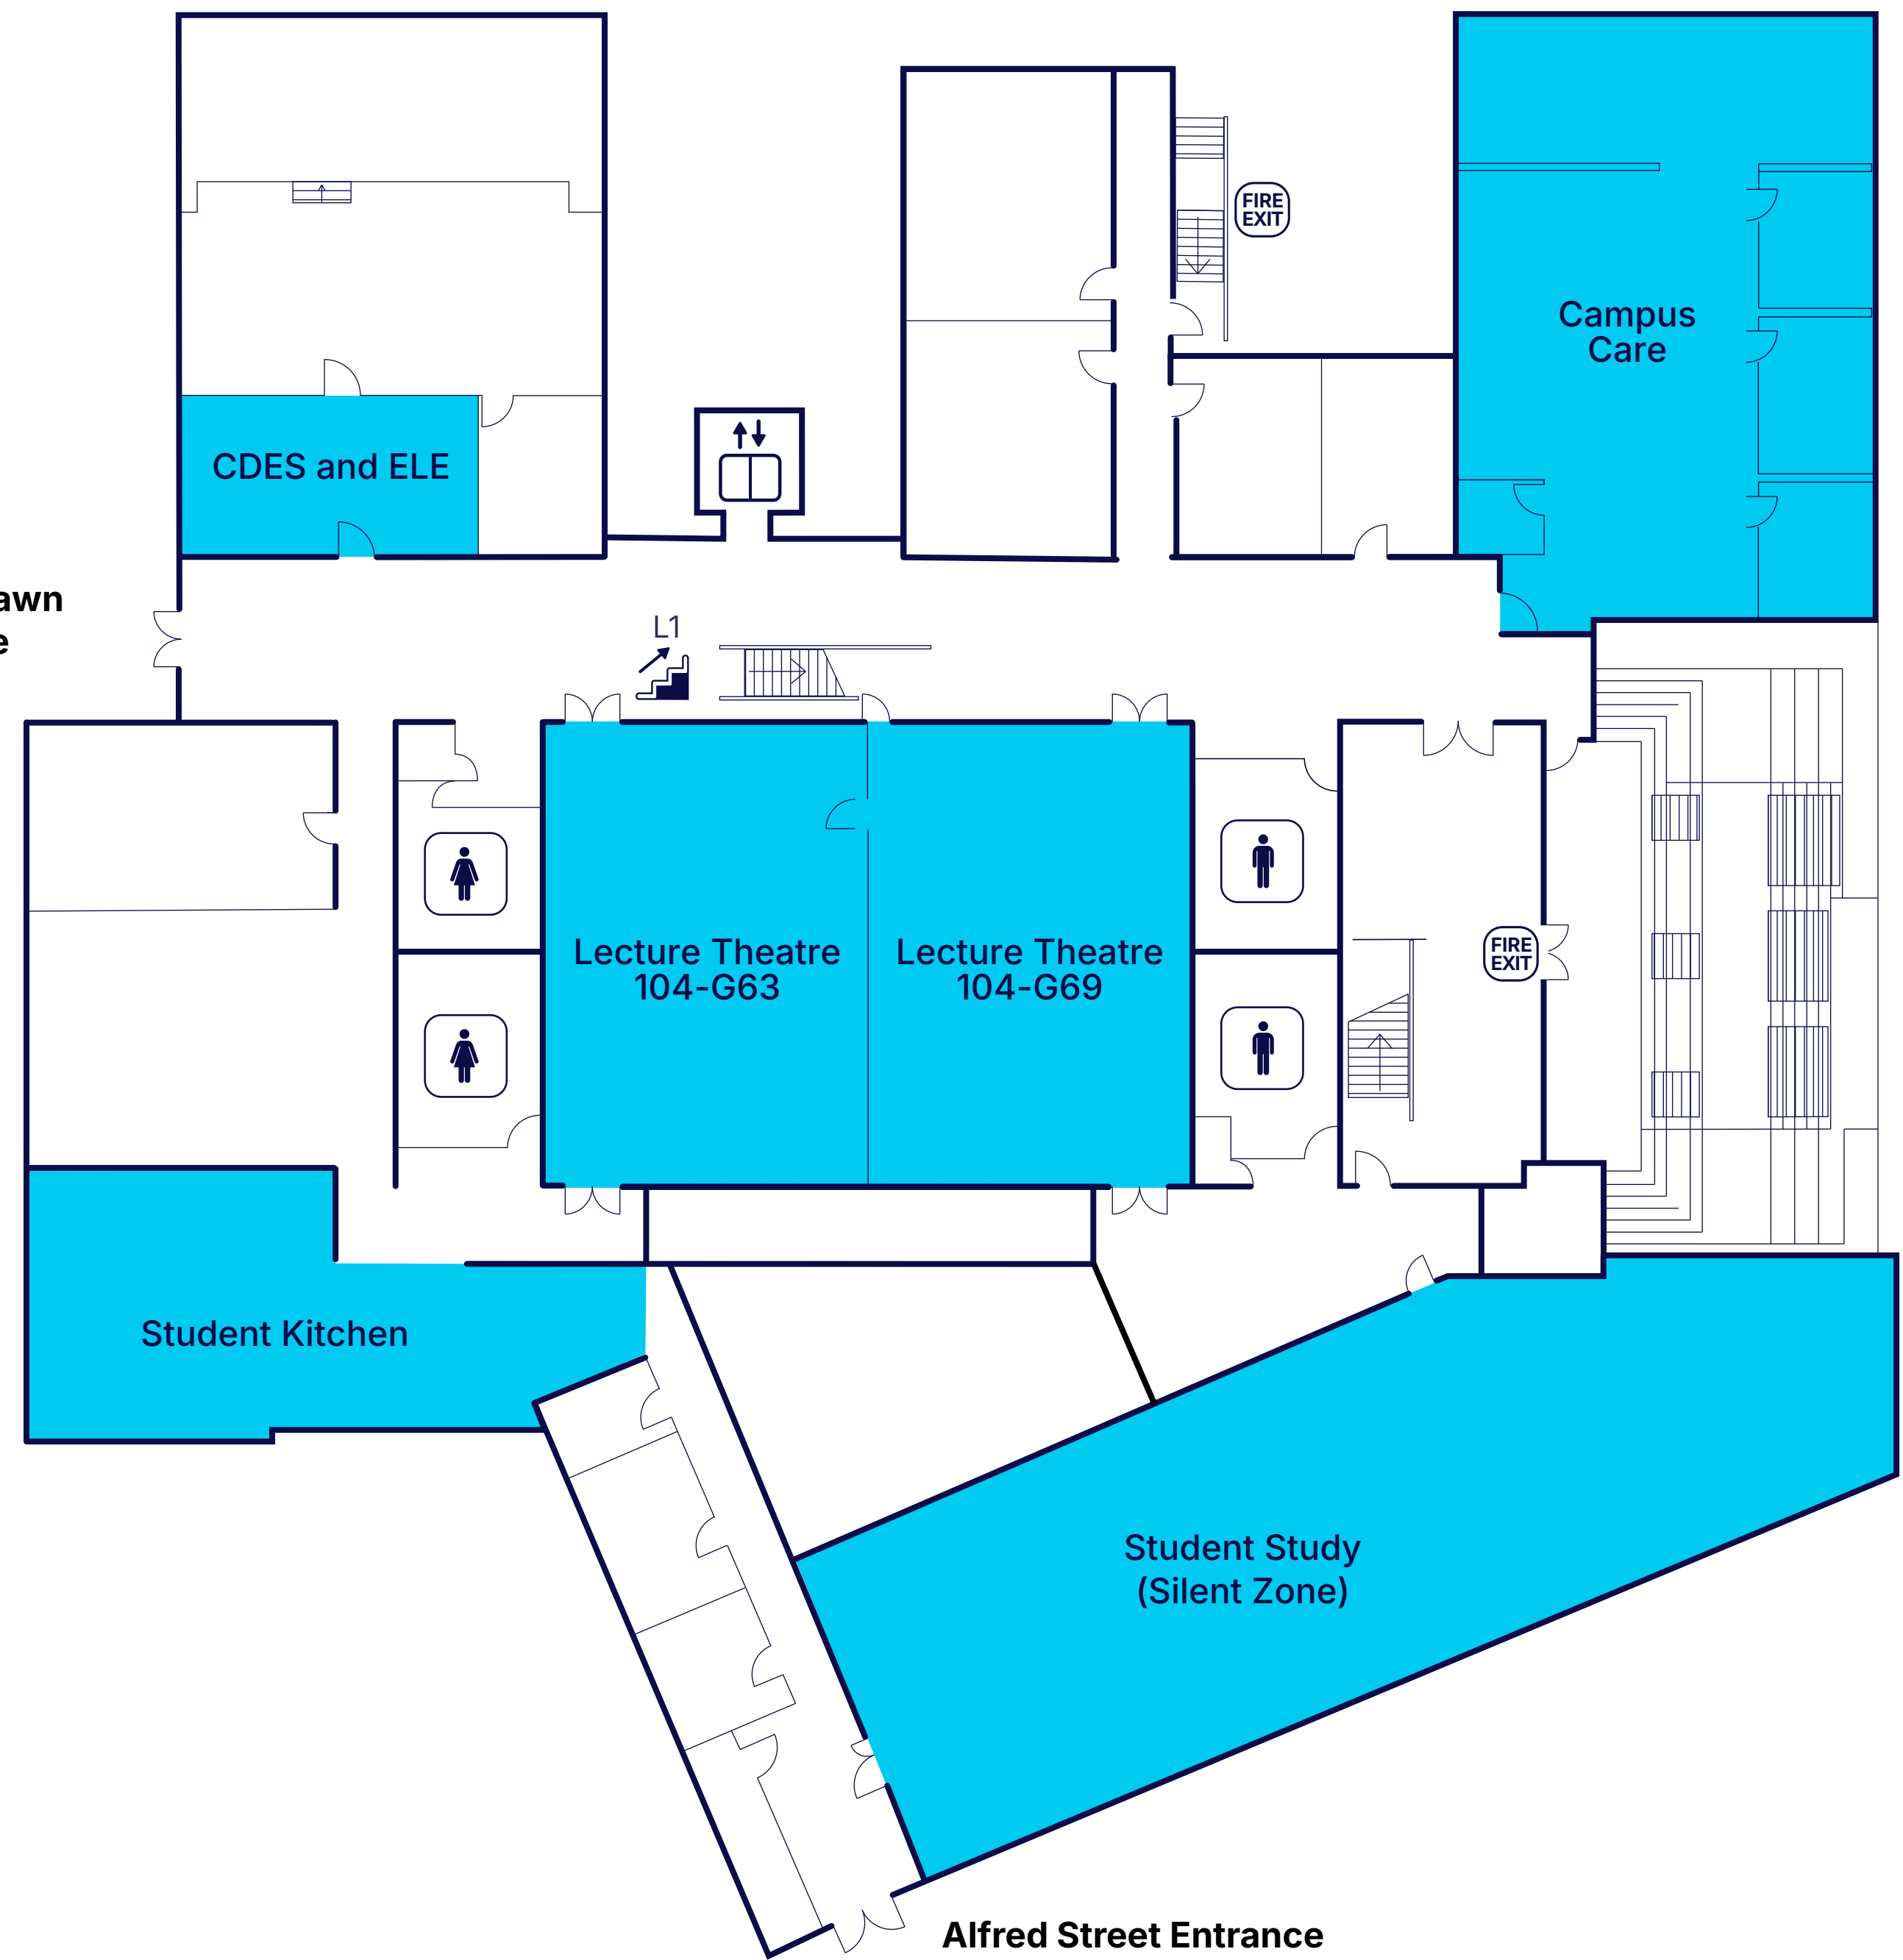 FIRE
EXIT
Campus
Care
CDES and ELE
awn
e
L1
Lecture Theatre
104-G63
Lecture Theatre
104-G69
FIRE
EXIT
Student Kitchen
Student Study
(Silent Zone)
Alfred Street Entrance